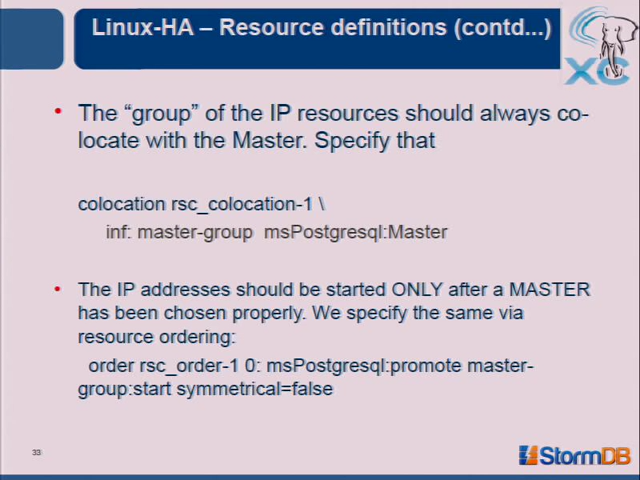 Linux-HA – Resource definitions (contd...)
XC
• The “group” of the IP resources should always co-
locate with the Master. Specify that
colocation rsc_colocation-1 \
inf: master-group msPostgresql:Master
• The IP addresses should be started ONLY after a MASTER
has been chosen properly. We specify the same via
resource ordering:
order rsc_order-1 0: msPostgresql:promote master-
group:start symmetrical=false
33
StormDB